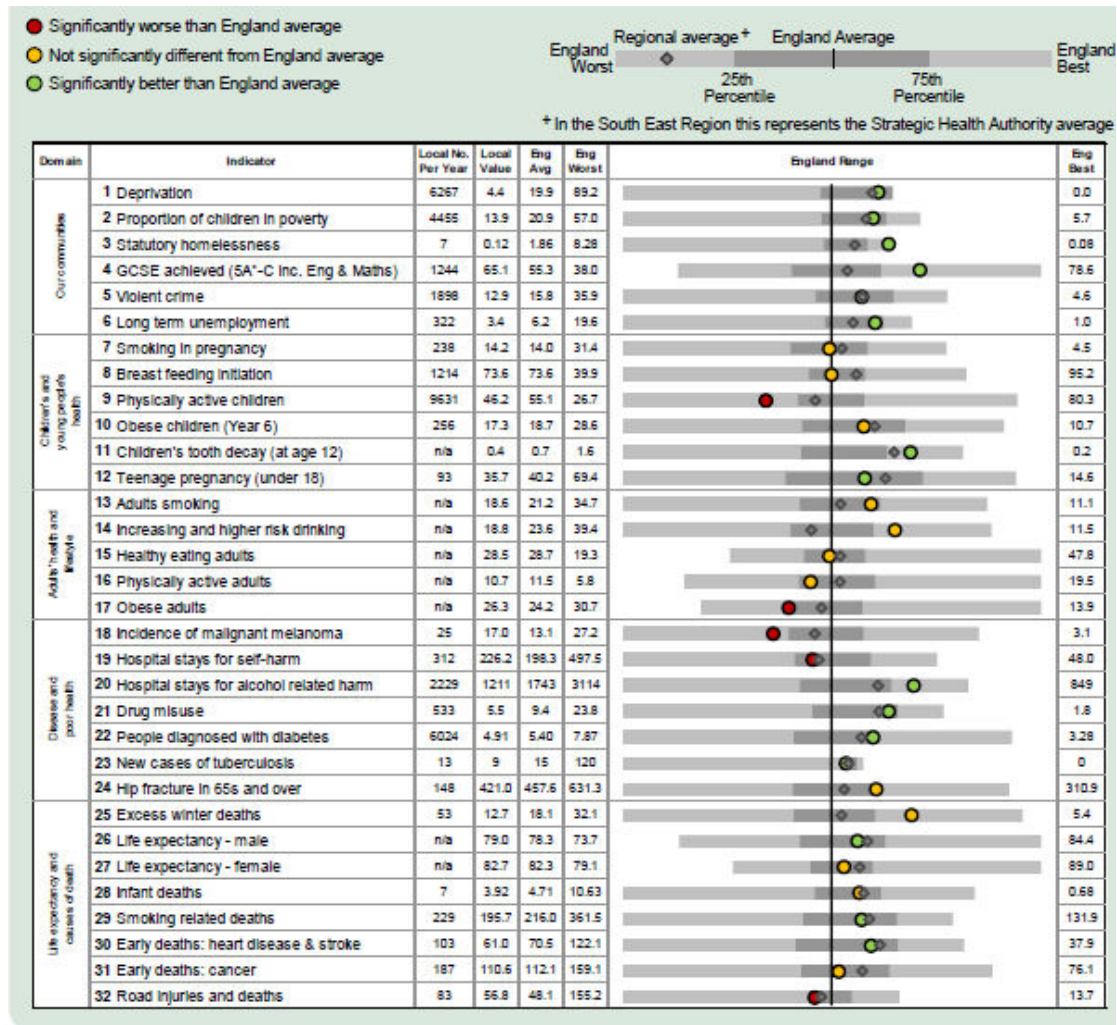 Significantly worse than England average
Not significantly different from England average
Significantly better than England average
Regional average+ England Average
England Worst
England Best
25th Percentile
75th Percentile
+ In the South East Region this represents the Strategic Health Authority average
Domain Indicator Local No. Per Year Local Value Eng Avg Eng Worst England Range Eng Best
Our communities
1 Deprivation 6267 4.4 19.9 89.2 0.0
2 Proportion of children in poverty 4455 13.9 20.9 57.0 5.7
3 Statutory homelessness 7 0.12 1.86 8.28 0.08
4 GCSE achieved (5A*-C inc. Eng & Maths) 1244 65.1 55.3 38.0 78.6
5 Violent crime 1898 12.9 15.8 35.9 4.6
6 Long term unemployment 322 3.4 6.2 19.6 1.0
Children's and young people's health
7 Smoking in pregnancy 238 14.2 14.0 31.4 4.5
8 Breast feeding initiation 1214 73.6 73.6 39.9 95.2
9 Physically active children 9631 46.2 55.1 26.7 80.3
10 Obese children (Year 6) 256 17.3 18.7 28.6 10.7
11 Children's tooth decay (at age 12) n/a 0.4 0.7 1.6 0.2
12 Teenage pregnancy (under 18) 93 35.7 40.2 69.4 14.6
Adults' health and lifestyle
13 Adults smoking n/a 18.6 21.2 34.7 11.1
14 Increasing and higher risk drinking n/a 18.8 23.6 39.4 11.5
15 Healthy eating adults n/a 28.5 28.7 19.3 47.8
16 Physically active adults n/a 10.7 11.5 5.8 19.5
17 Obese adults n/a 26.3 24.2 30.7 13.9
Disease and poor health
18 Incidence of malignant melanoma 25 17.0 13.1 27.2 3.1
19 Hospital stays for self-harm 312 226.2 198.3 497.5 48.0
20 Hospital stays for alcohol related harm 2229 1211 1743 3114 849
21 Drug misuse 533 5.5 9.4 23.8 1.8
22 People diagnosed with diabetes 6024 4.91 5.40 7.87 3.28
23 New cases of tuberculosis 13 9 15 120 0
24 Hip fracture in 65s and over 148 421.0 457.6 631.3 310.9
Life expectancy and causes of death
25 Excess winter deaths 53 12.7 18.1 32.1 5.4
26 Life expectancy - male n/a 79.0 78.3 73.7 84.4
27 Life expectancy - female n/a 82.7 82.3 79.1 89.0
28 Infant deaths 7 3.92 4.71 10.63 0.68
29 Smoking related deaths 229 195.7 216.0 361.5 131.9
30 Early deaths: heart disease & stroke 103 61.0 70.5 122.1 37.9
31 Early deaths: cancer 187 110.6 112.1 159.1 76.1
32 Road injuries and deaths 83 56.8 48.1 155.2 13.7